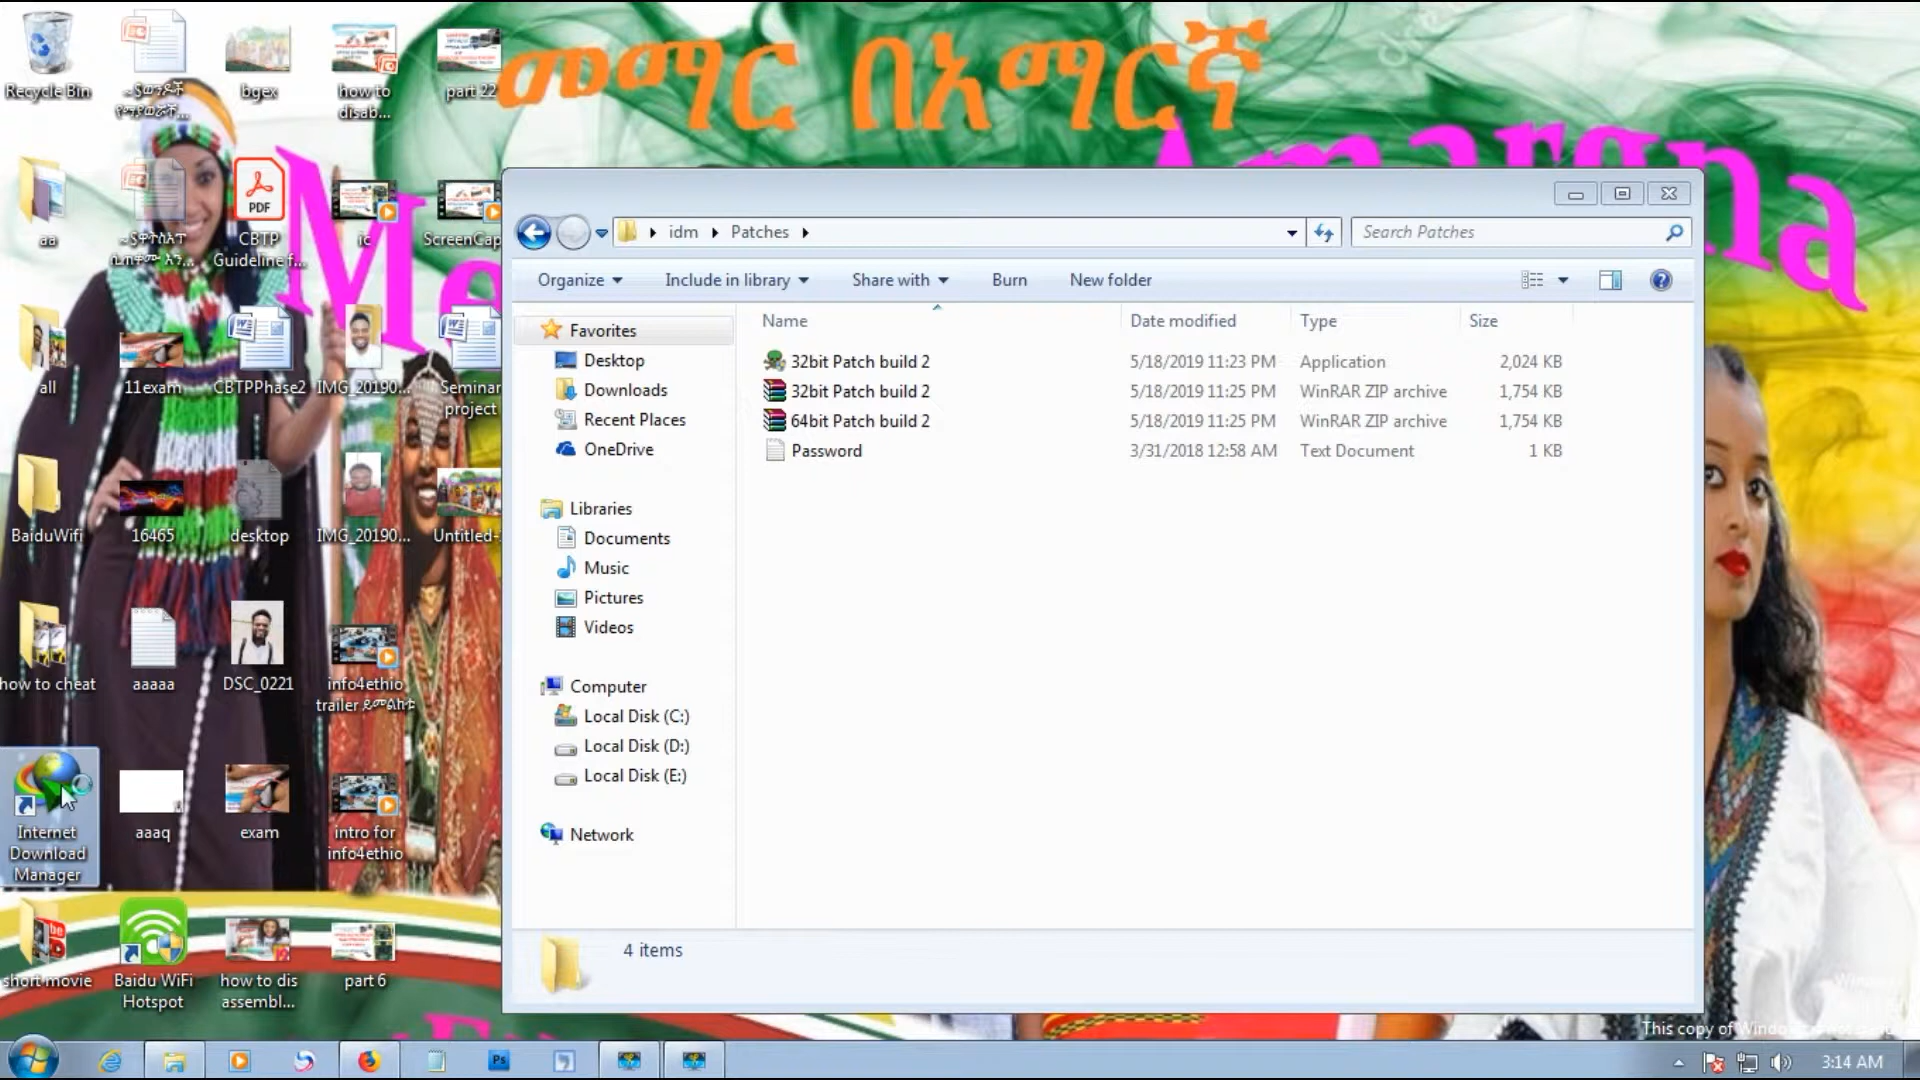 መማር በአማርኛ
Recycle Bin
bgex
how to
disab...
part 22
aa
CBTP
Guideline f...
ic
ScreenCap
all
11exam
CBTPPhase2
IMG_20190...
Seminar
project
BaiduWifi
16465
desktop
IMG_20190...
Untitled-
how to cheat
aaaaa
DSC_0221
info4ethio
trailer ይመልከቱ
Internet
Download
Manager
aaaq
exam
intro for
info4ethio
short movie
Baidu WiFi
Hotspot
how to dis
assembl...
part 6
PDF
idm
Patches
Search Patches
Organize
Include in library
Share with
Burn
New folder
Favorites
Desktop
Downloads
Recent Places
OneDrive
Libraries
Documents
Music
Pictures
Videos
Computer
Local Disk (C:)
Local Disk (D:)
Local Disk (E:)
Network
Name Date modified Type Size
32bit Patch build 2 5/18/2019 11:23 PM Application 2,024 KB
32bit Patch build 2 5/18/2019 11:25 PM WinRAR ZIP archive 1,754 KB
64bit Patch build 2 5/18/2019 11:25 PM WinRAR ZIP archive 1,754 KB
Password 3/31/2018 12:58 AM Text Document 1 KB
4 items
This copy of Windows
Ps
3:14 AM